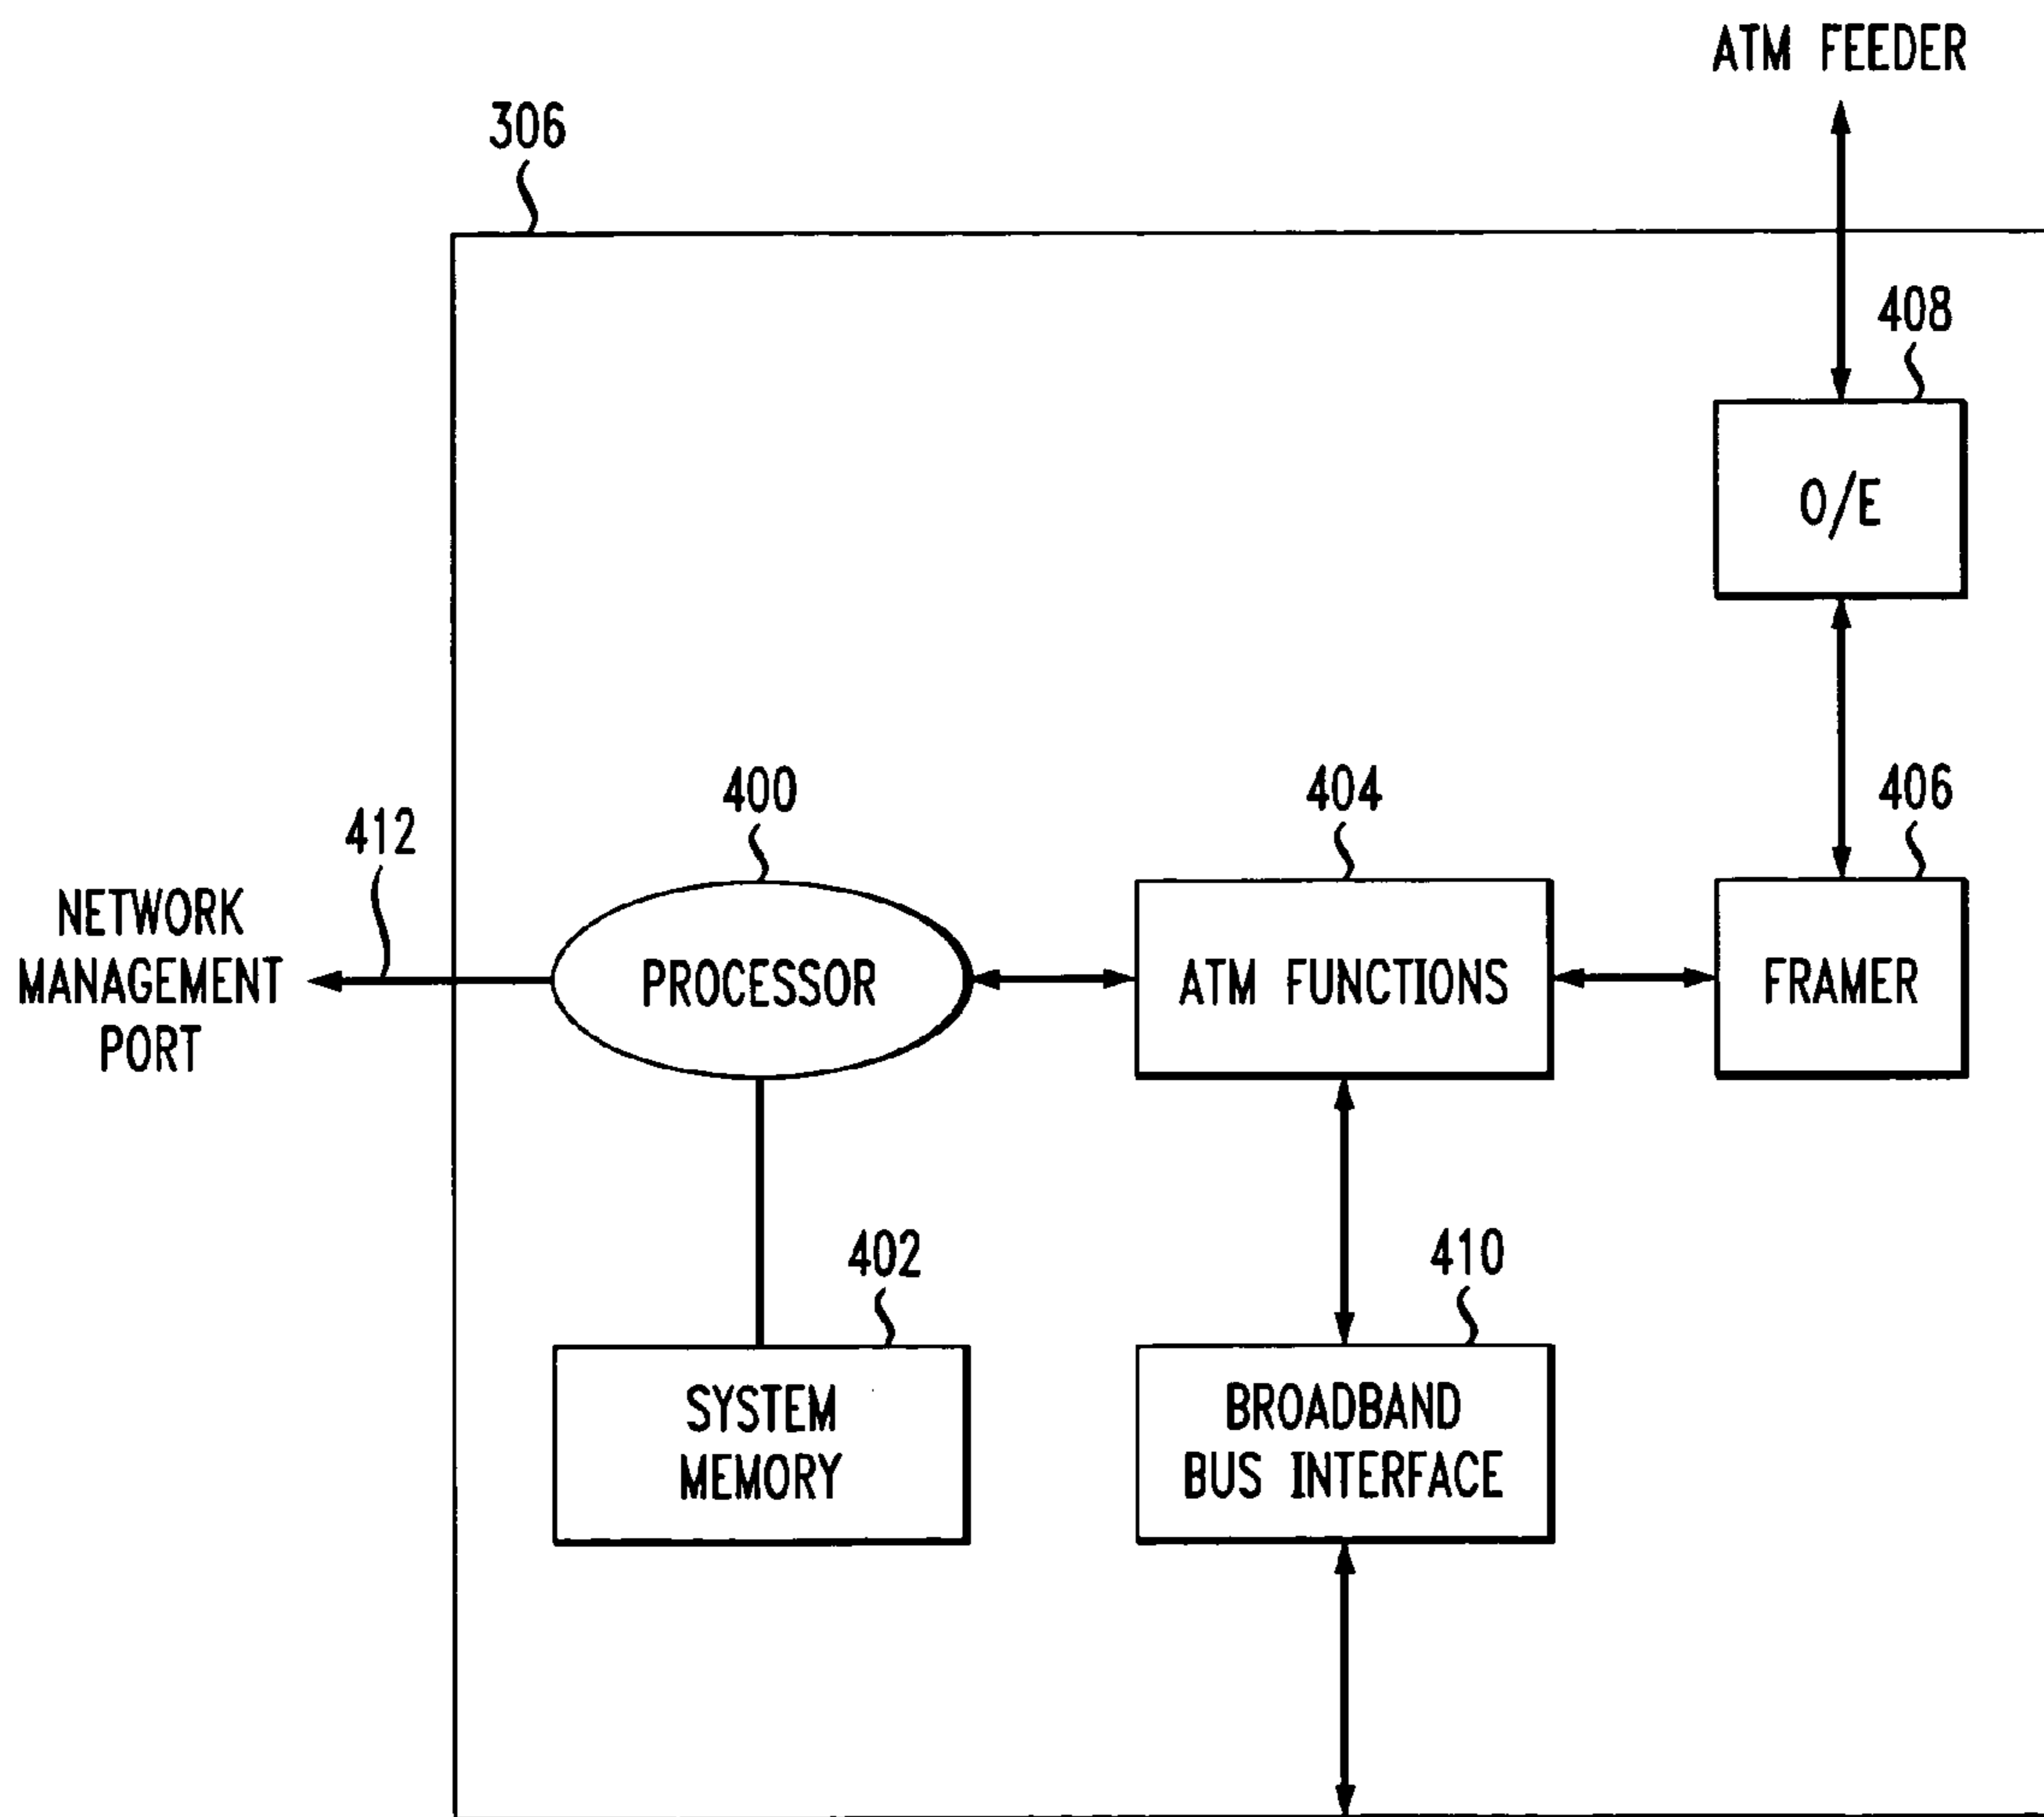 ATM FEEDER
306
408
O/E
400
404
406
412
NETWORK
MANAGEMENT
PORT
PROCESSOR
ATM FUNCTIONS
FRAMER
402
410
SYSTEM
MEMORY
BROADBAND
BUS INTERFACE